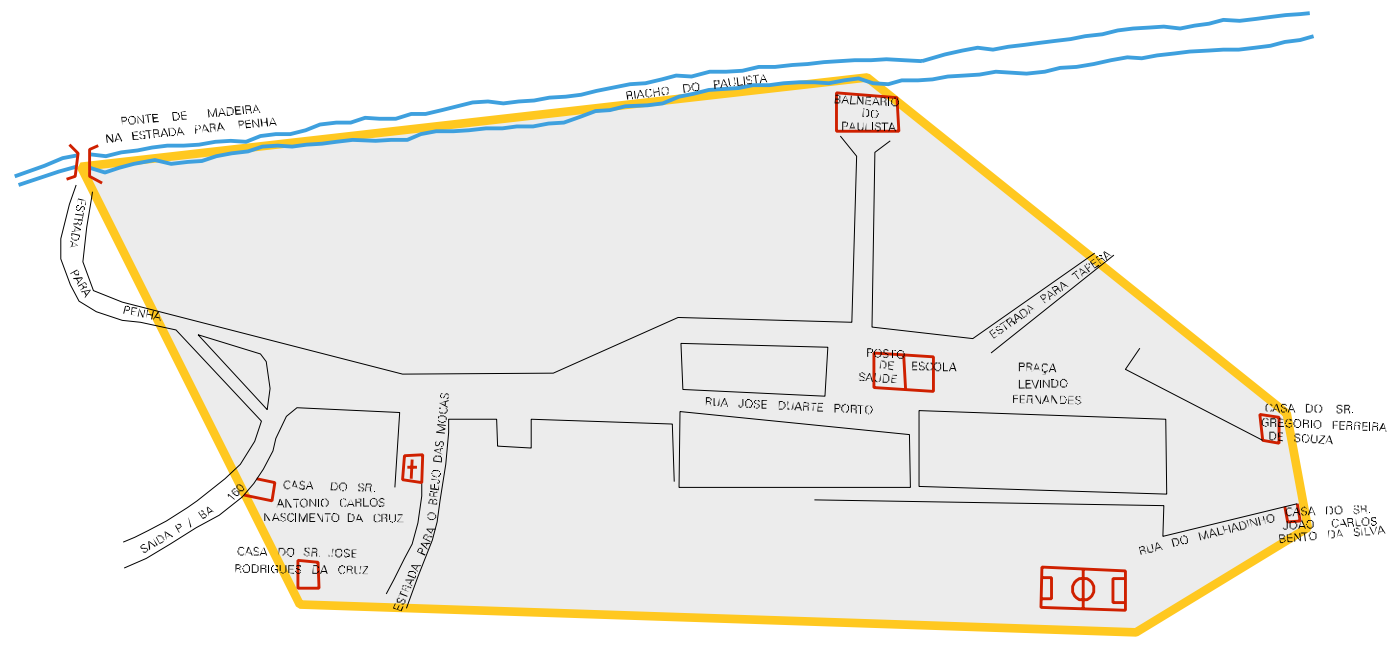 RIACHO DO PAULISTA
PONTE DE MADEIRA
NA ESTRADA PARA PENHA
BALNEARIO
DO
PAULISTA
ESTRADA PARA PENHA
ESTRADA PARA TAPERA
POSTO
DE
SAUDE
ESCOLA
PRAÇA
LEVINDO
FERNANDES
RUA JOSE DUARTE PORTO
CASA DO SR.
GREGORIO FERREIRA
DE SOUZA
ESTRADA PARA O BREJO DAS MOCAS
CASA DO SR.
ANTONIO CARLOS
NASCIMENTO DA CRUZ
SAIDA P / BA 160
CASA DO SR. JOSE
RODRIGUES DA CRUZ
RUA DO MALHADINHO
CASA DO SR.
JOAO CARLOS
BENTO DA SILVA